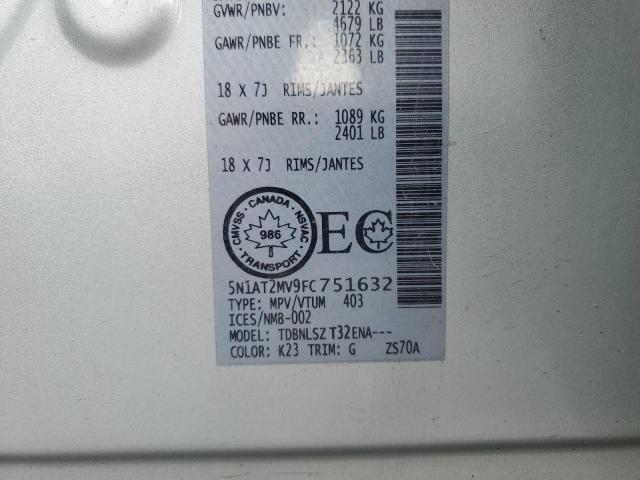 GVWR/PNBV: 2122 KG
4679 LB
GAWR/PNBE FR.: 1072 KG
2363 LB
18 X 7J RIMS/JANTES
GAWR/PNBE RR.: 1089 KG
2401 LB
18 X 7J RIMS/JANTES
CMVSS · CANADA · NSVAC
986
TRANSPORT
EC
5N1AT2MV9FC751632
TYPE: MPV/VTUM 403
ICES/NMB-002
MODEL: TDBNLSZ T32ENA---
COLOR: K23 TRIM: G ZS70A